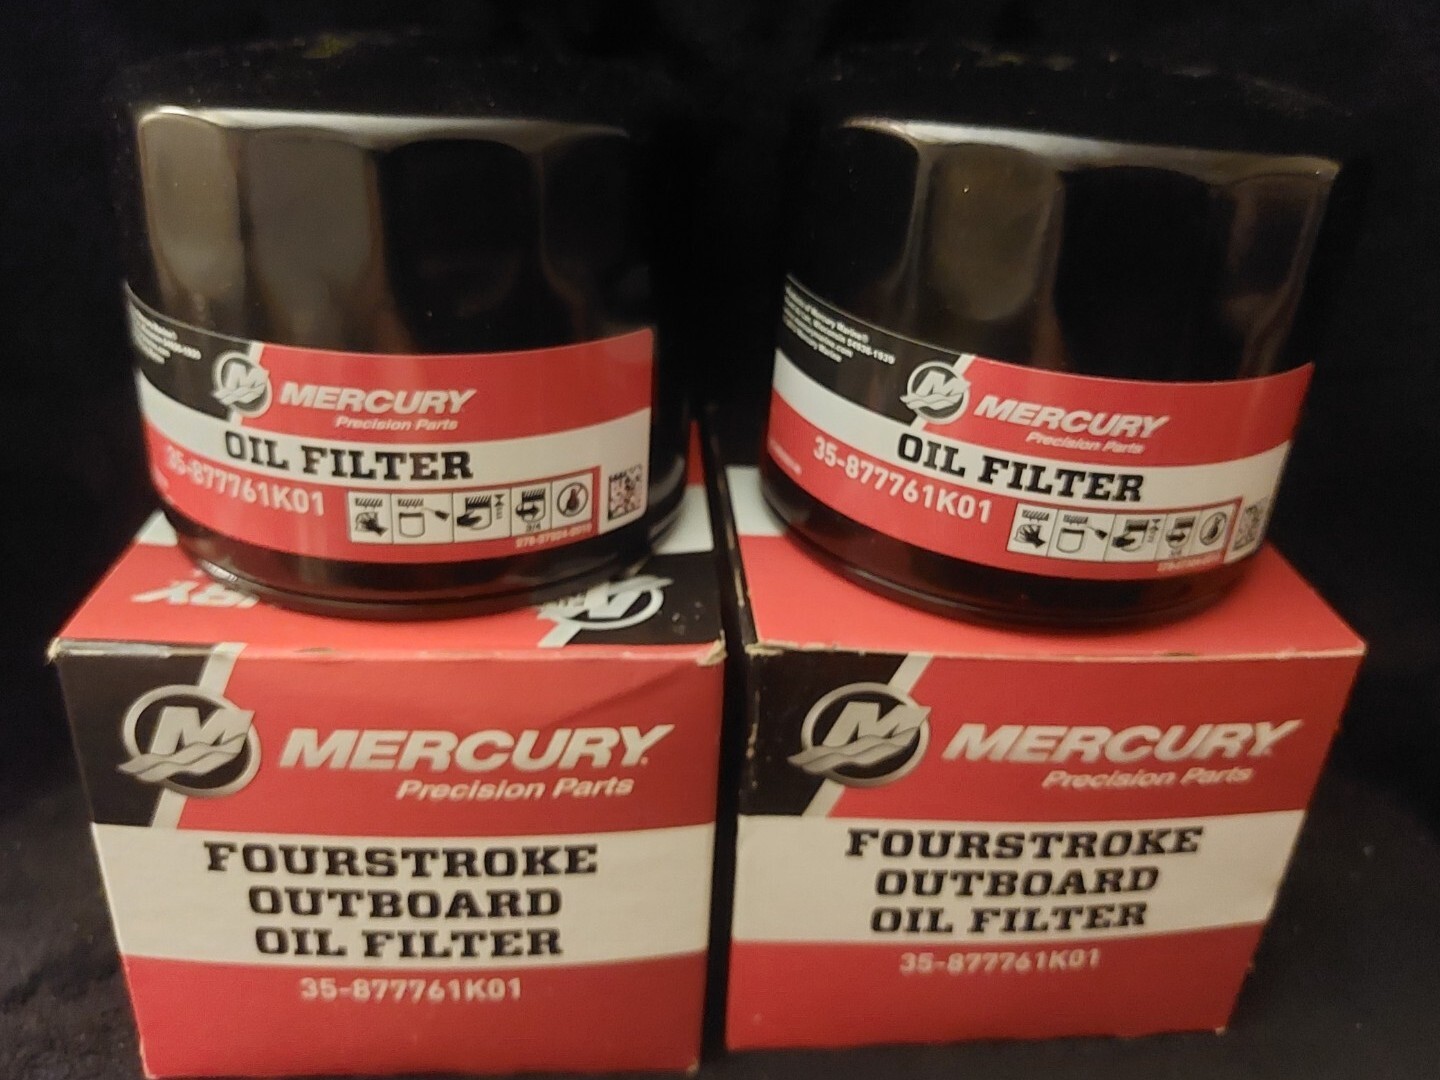 MERCURY
Precision Parts
OIL FILTER
35-877761K01
MERCURY
Precision Parts
OIL FILTER
35-877761K01
MERCURY
Precision Parts
FOURSTROKE
OUTBOARD
OIL FILTER
35-877761K01
MERCURY
Precision Parts
FOURSTROKE
OUTBOARD
OIL FILTER
35-877761K01